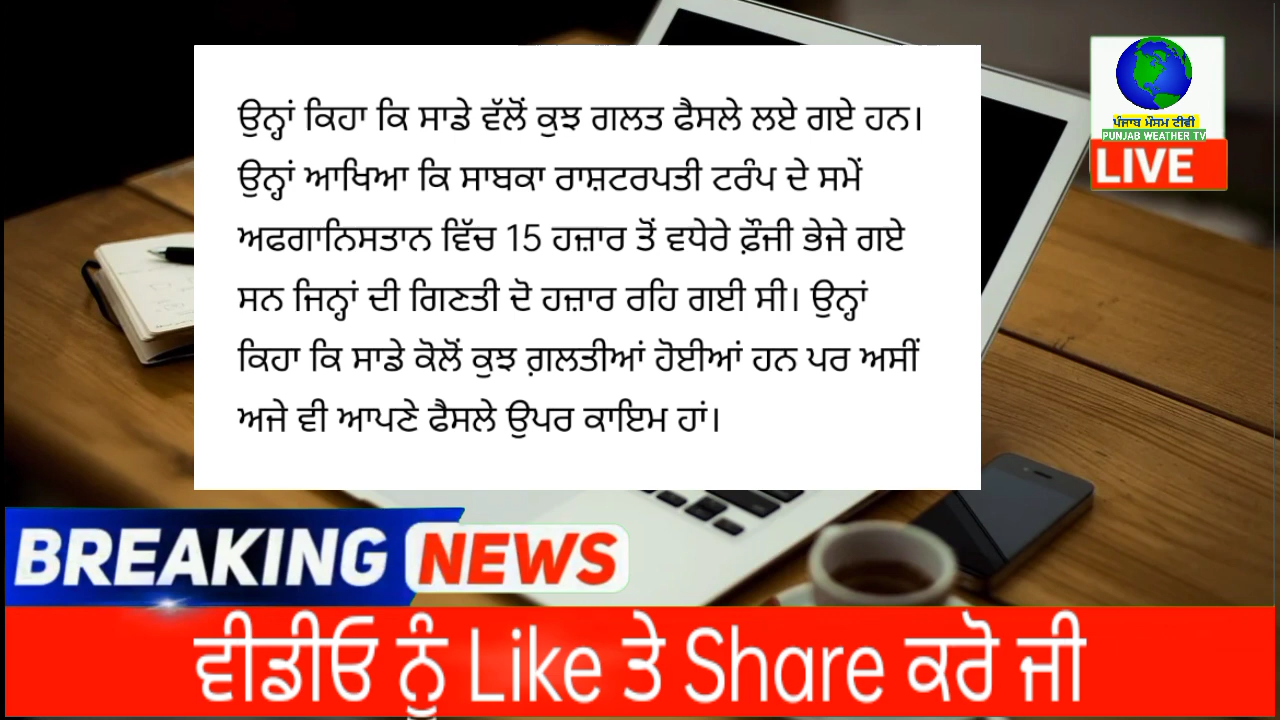 ਉਨ੍ਹਾਂ ਕਿਹਾ ਕਿ ਸਾਡੇ ਵੱਲੋਂ ਕੁਝ ਗਲਤ ਫੈਸਲੇ ਲਏ ਗਏ ਹਨ।
ਉਨ੍ਹਾਂ ਆਖਿਆ ਕਿ ਸਾਬਕਾ ਰਾਸ਼ਟਰਪਤੀ ਟਰੰਪ ਦੇ ਸਮੇਂ
ਅਫਗਾਨਿਸਤਾਨ ਵਿੱਚ 15 ਹਜ਼ਾਰ ਤੋਂ ਵਧੇਰੇ ਫ਼ੌਜੀ ਭੇਜੇ ਗਏ
ਸਨ ਜਿਨ੍ਹਾਂ ਦੀ ਗਿਣਤੀ ਦੋ ਹਜ਼ਾਰ ਰਹਿ ਗਈ ਸੀ। ਉਨ੍ਹਾਂ
ਕਿਹਾ ਕਿ ਸਾਡੇ ਕੋਲੋਂ ਕੁਝ ਗ਼ਲਤੀਆਂ ਹੋਈਆਂ ਹਨ ਪਰ ਅਸੀਂ
ਅਜੇ ਵੀ ਆਪਣੇ ਫੈਸਲੇ ਉਪਰ ਕਾਇਮ ਹਾਂ।
ਪੰਜਾਬ ਮੌਸਮ ਟੀਵੀ
PUNJAB WEATHER TV
LIVE
BREAKING NEWS
ਵੀਡੀਓ ਨੂੰ Like ਤੇ Share ਕਰੋ ਜੀ